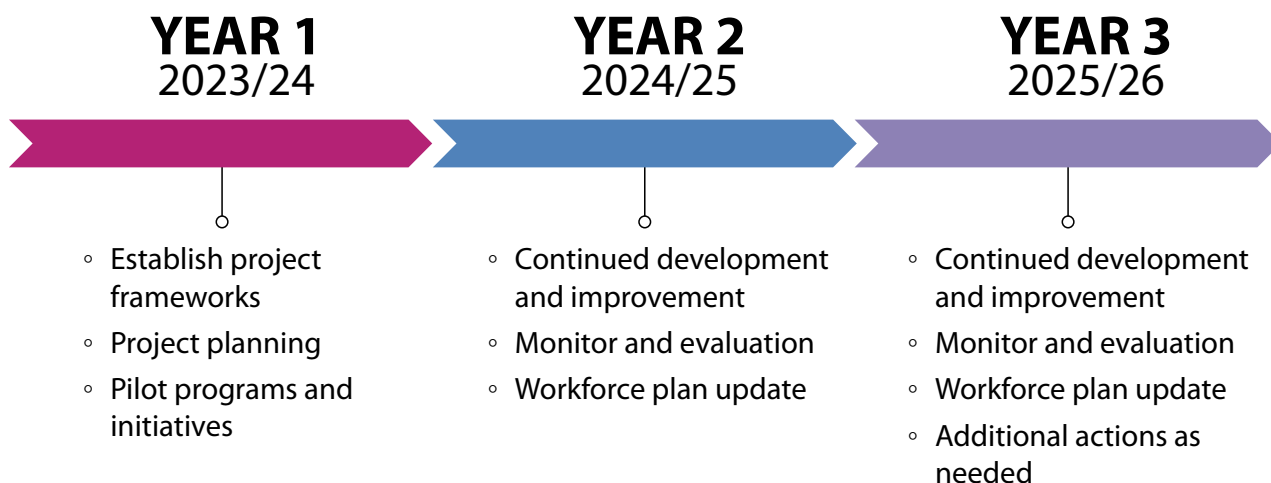 YEAR 1
2023/24
◦ Establish project
frameworks
◦ Project planning
◦ Pilot programs and
initiatives
YEAR 2
2024/25
◦ Continued development
and improvement
◦ Monitor and evaluation
◦ Workforce plan update
YEAR 3
2025/26
◦ Continued development
and improvement
◦ Monitor and evaluation
◦ Workforce plan update
◦ Additional actions as
needed